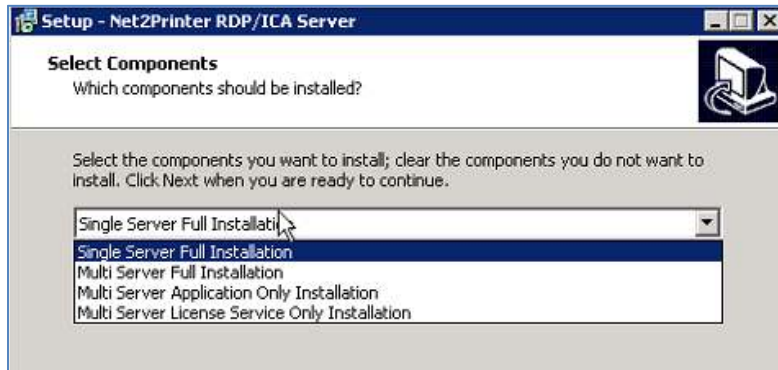 Setup - Net2Printer RDP/ICA Server
Select Components
Which components should be installed?
Select the components you want to install; clear the components you do not want to
install. Click Next when you are ready to continue.
Single Server Full Installation
Single Server Full Installation
Multi Server Full Installation
Multi Server Application Only Installation
Multi Server License Service Only Installation